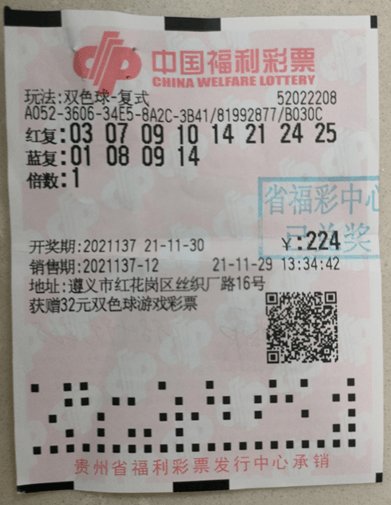 中国福利彩票
CHINA WELFARE LOTTERY
玩法:双色球-复式 52022208
A052-3606-34E5-8A2C-3B41/81992877/B030C
红复:03 07 09 10 14 21 24 25
蓝复:01 08 09 14
倍数:1
省福彩中心
已兑奖
开奖期:2021137 21-11-30 ¥:224
销售期:2021137-12 21-11-29 13:34:42
地址:遵义市红花岗区丝织厂路16号
获赠32元双色球游戏彩票
贵州省福利彩票发行中心承销